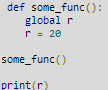 def some_func():
    global r
    r = 20
some_func()
print(r)